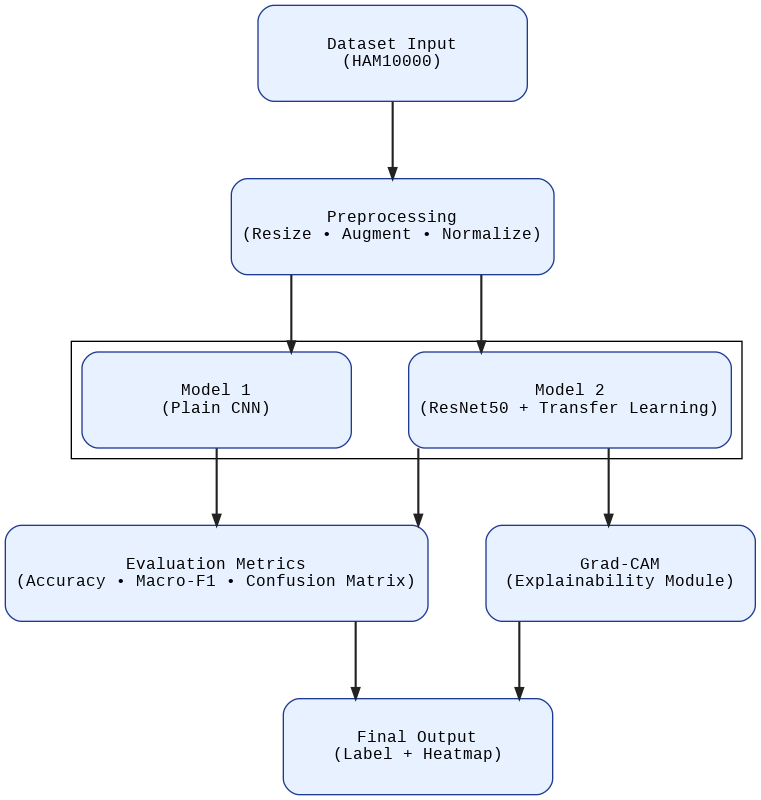 Dataset Input
(HAM10000)
Preprocessing
(Resize • Augment • Normalize)
Model 1
(Plain CNN)
Model 2
(ResNet50 + Transfer Learning)
Evaluation Metrics
(Accuracy • Macro-F1 • Confusion Matrix)
Grad-CAM
(Explainability Module)
Final Output
(Label + Heatmap)